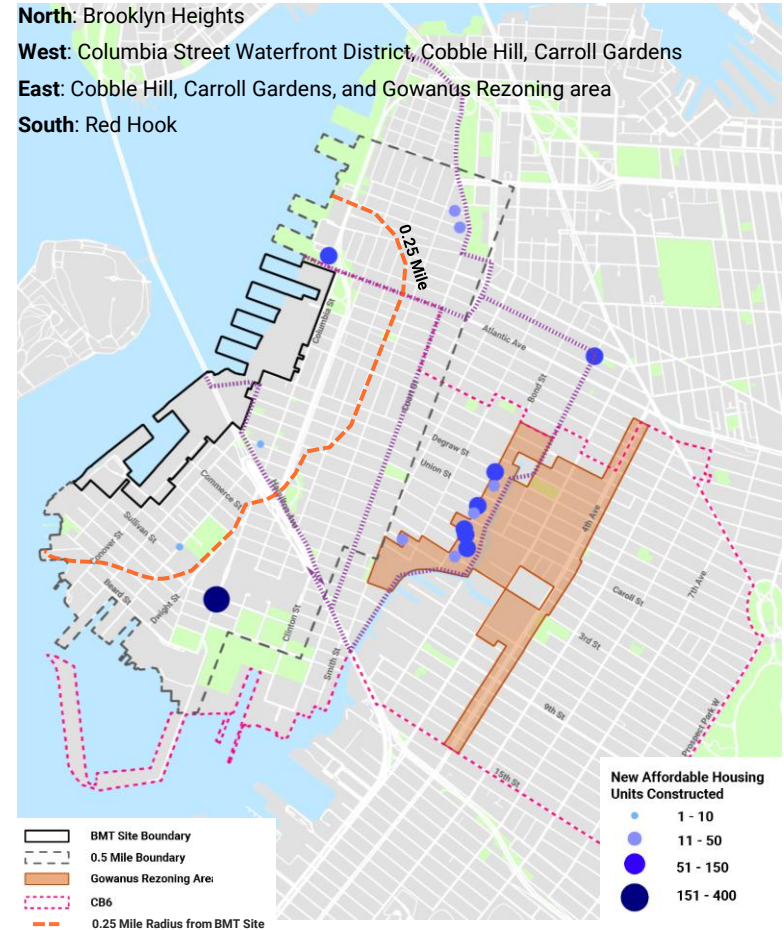 North: Brooklyn Heights
West: Columbia Street Waterfront District, Cobble Hill, Carroll Gardens
East: Cobble Hill, Carroll Gardens, and Gowanus Rezoning area
South: Red Hook
0.25 Mile
Columbia St
Atlantic Ave
Court St
Bond St
Degraw St
Union St
Commerce St
Hamilton Ave
Sullivan St
Conover St
4th Ave
Beard St
Dwight St
Clinton St
Caroll St
7th Ave
3rd St
Smith St
9th St
Prospect Park W
15th St
New Affordable Housing
Units Constructed
1 - 10
11 - 50
51 - 150
151 - 400
BMT Site Boundary
0.5 Mile Boundary
Gowanus Rezoning Area
CB6
0.25 Mile Radius from BMT Site